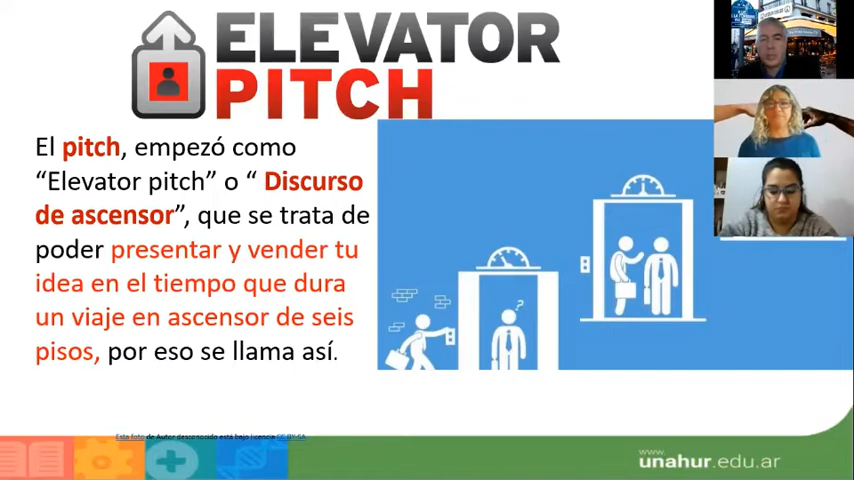 ELEVATOR
PITCH
El pitch, empezó como
“Elevator pitch” o “ Discurso
de ascensor”, que se trata de
poder presentar y vender tu
idea en el tiempo que dura
un viaje en ascensor de seis
pisos, por eso se llama así.
?
Esta foto de Autor desconocido está bajo licencia CC BY-SA
www.
unahur.edu.ar